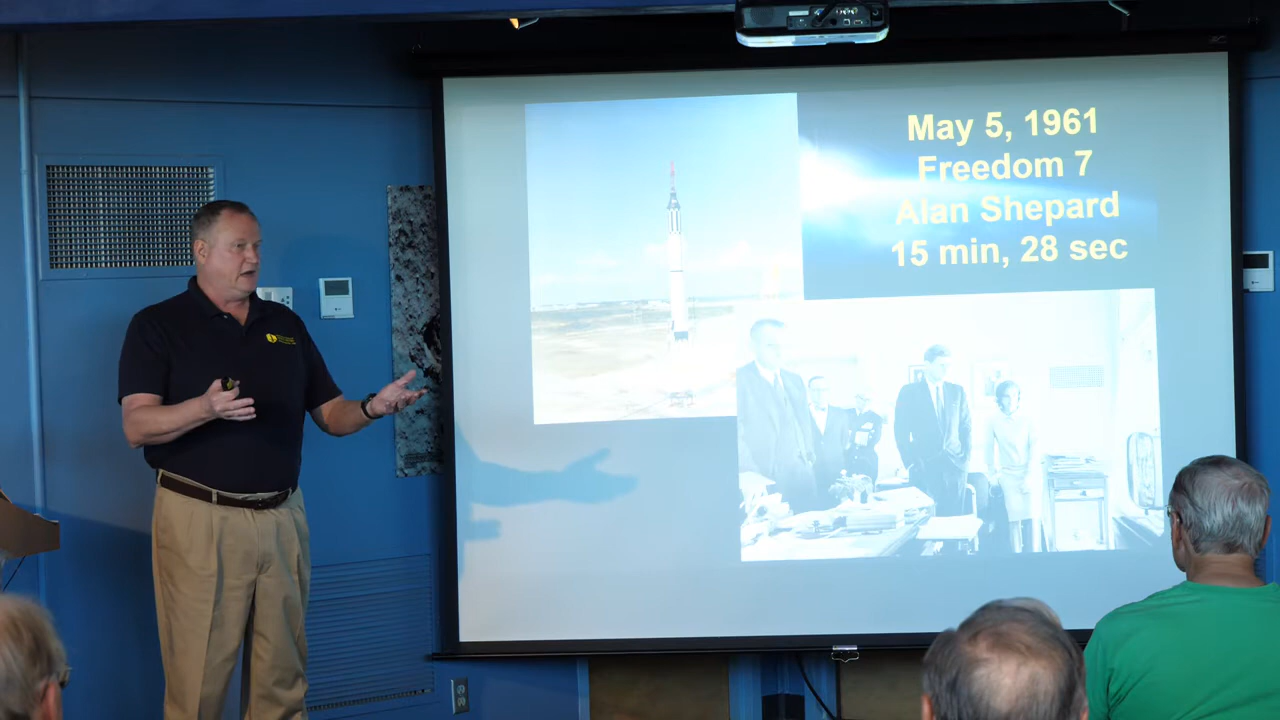 May 5, 1961
Freedom 7
Alan Shepard
15 min, 28 sec